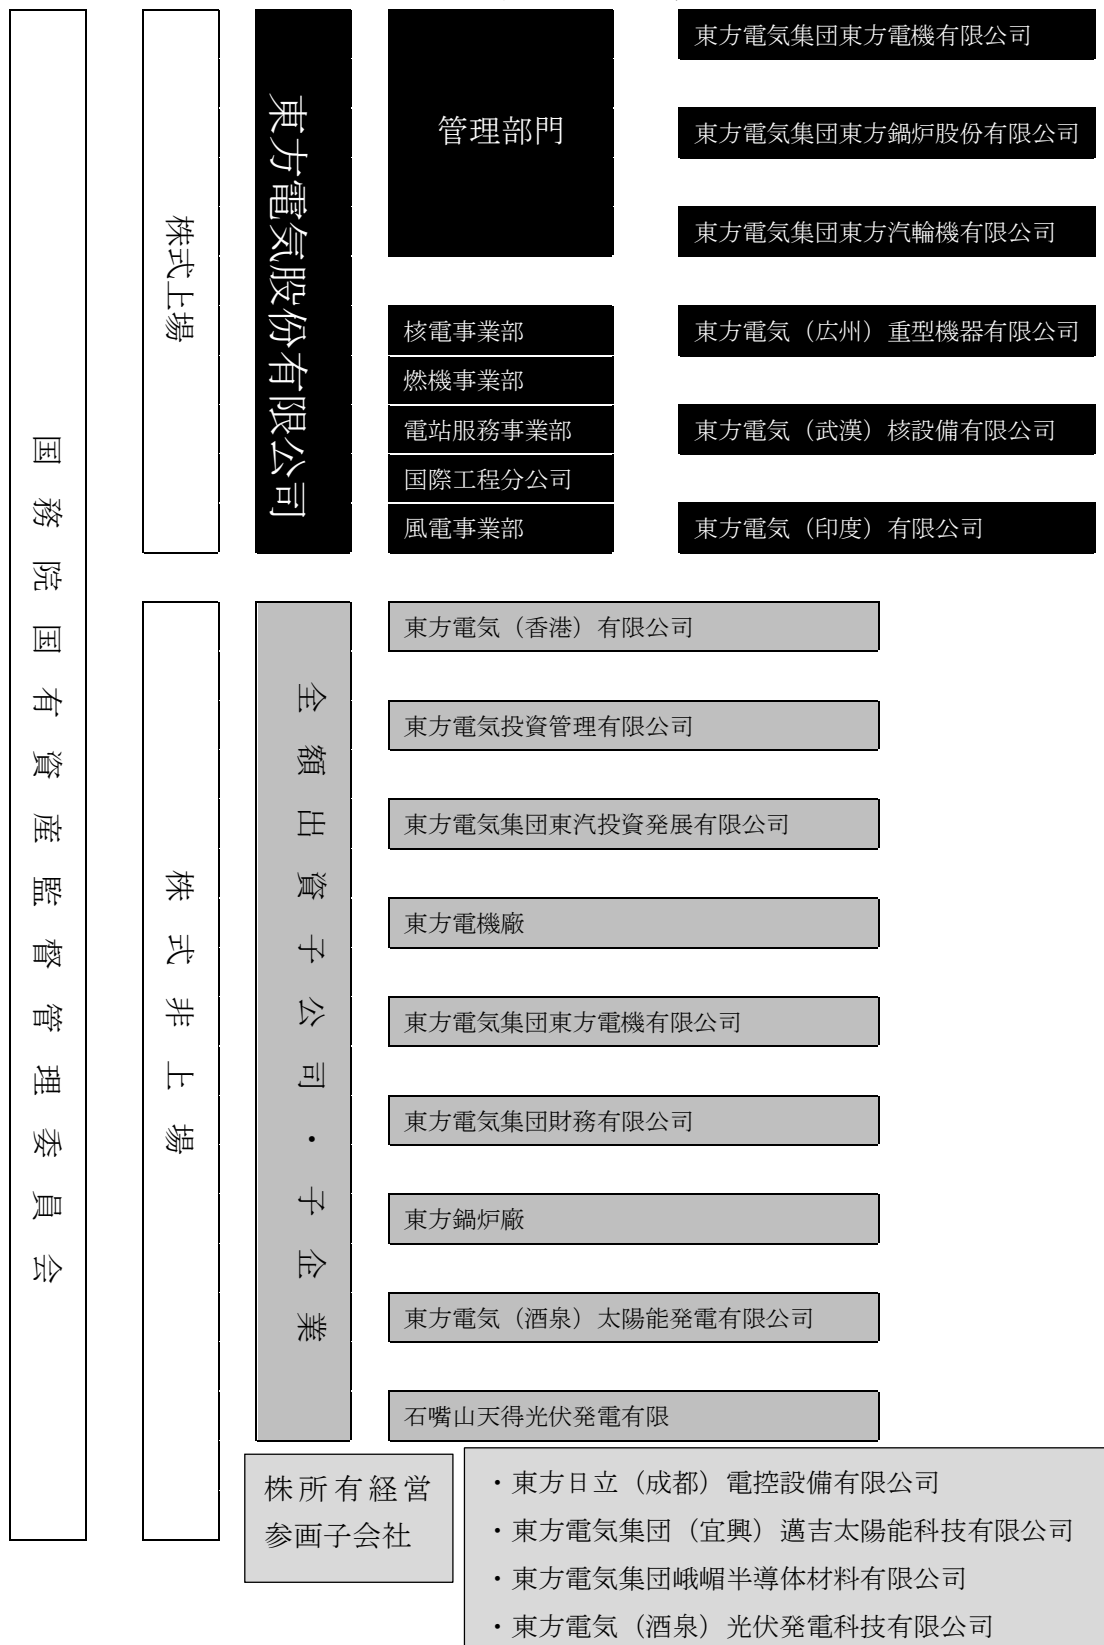 国務院国有資産監督管理委員会
株式上場
東方電気股份有限公司
管理部門
核電事業部
燃機事業部
電站服務事業部
国際工程分公司
風電事業部
東方電気集団東方電機有限公司
東方電気集団東方鍋炉股份有限公司
東方電気集団東方汽輪機有限公司
東方電気（広州）重型機器有限公司
東方電気（武漢）核設備有限公司
東方電気（印度）有限公司
株式非上場
全額出資子公司・子企業
東方電気（香港）有限公司
東方電気投資管理有限公司
東方電気集団東汽投資発展有限公司
東方電機廠
東方電気集団東方電機有限公司
東方電気集団財務有限公司
東方鍋炉廠
東方電気（酒泉）太陽能発電有限公司
石嘴山天得光伏発電有限
株所有経営
参画子会社
・東方日立（成都）電控設備有限公司
・東方電気集団（宜興）邁吉太陽能科技有限公司
・東方電気集団峨嵋半導体材料有限公司
・東方電気（酒泉）光伏発電科技有限公司